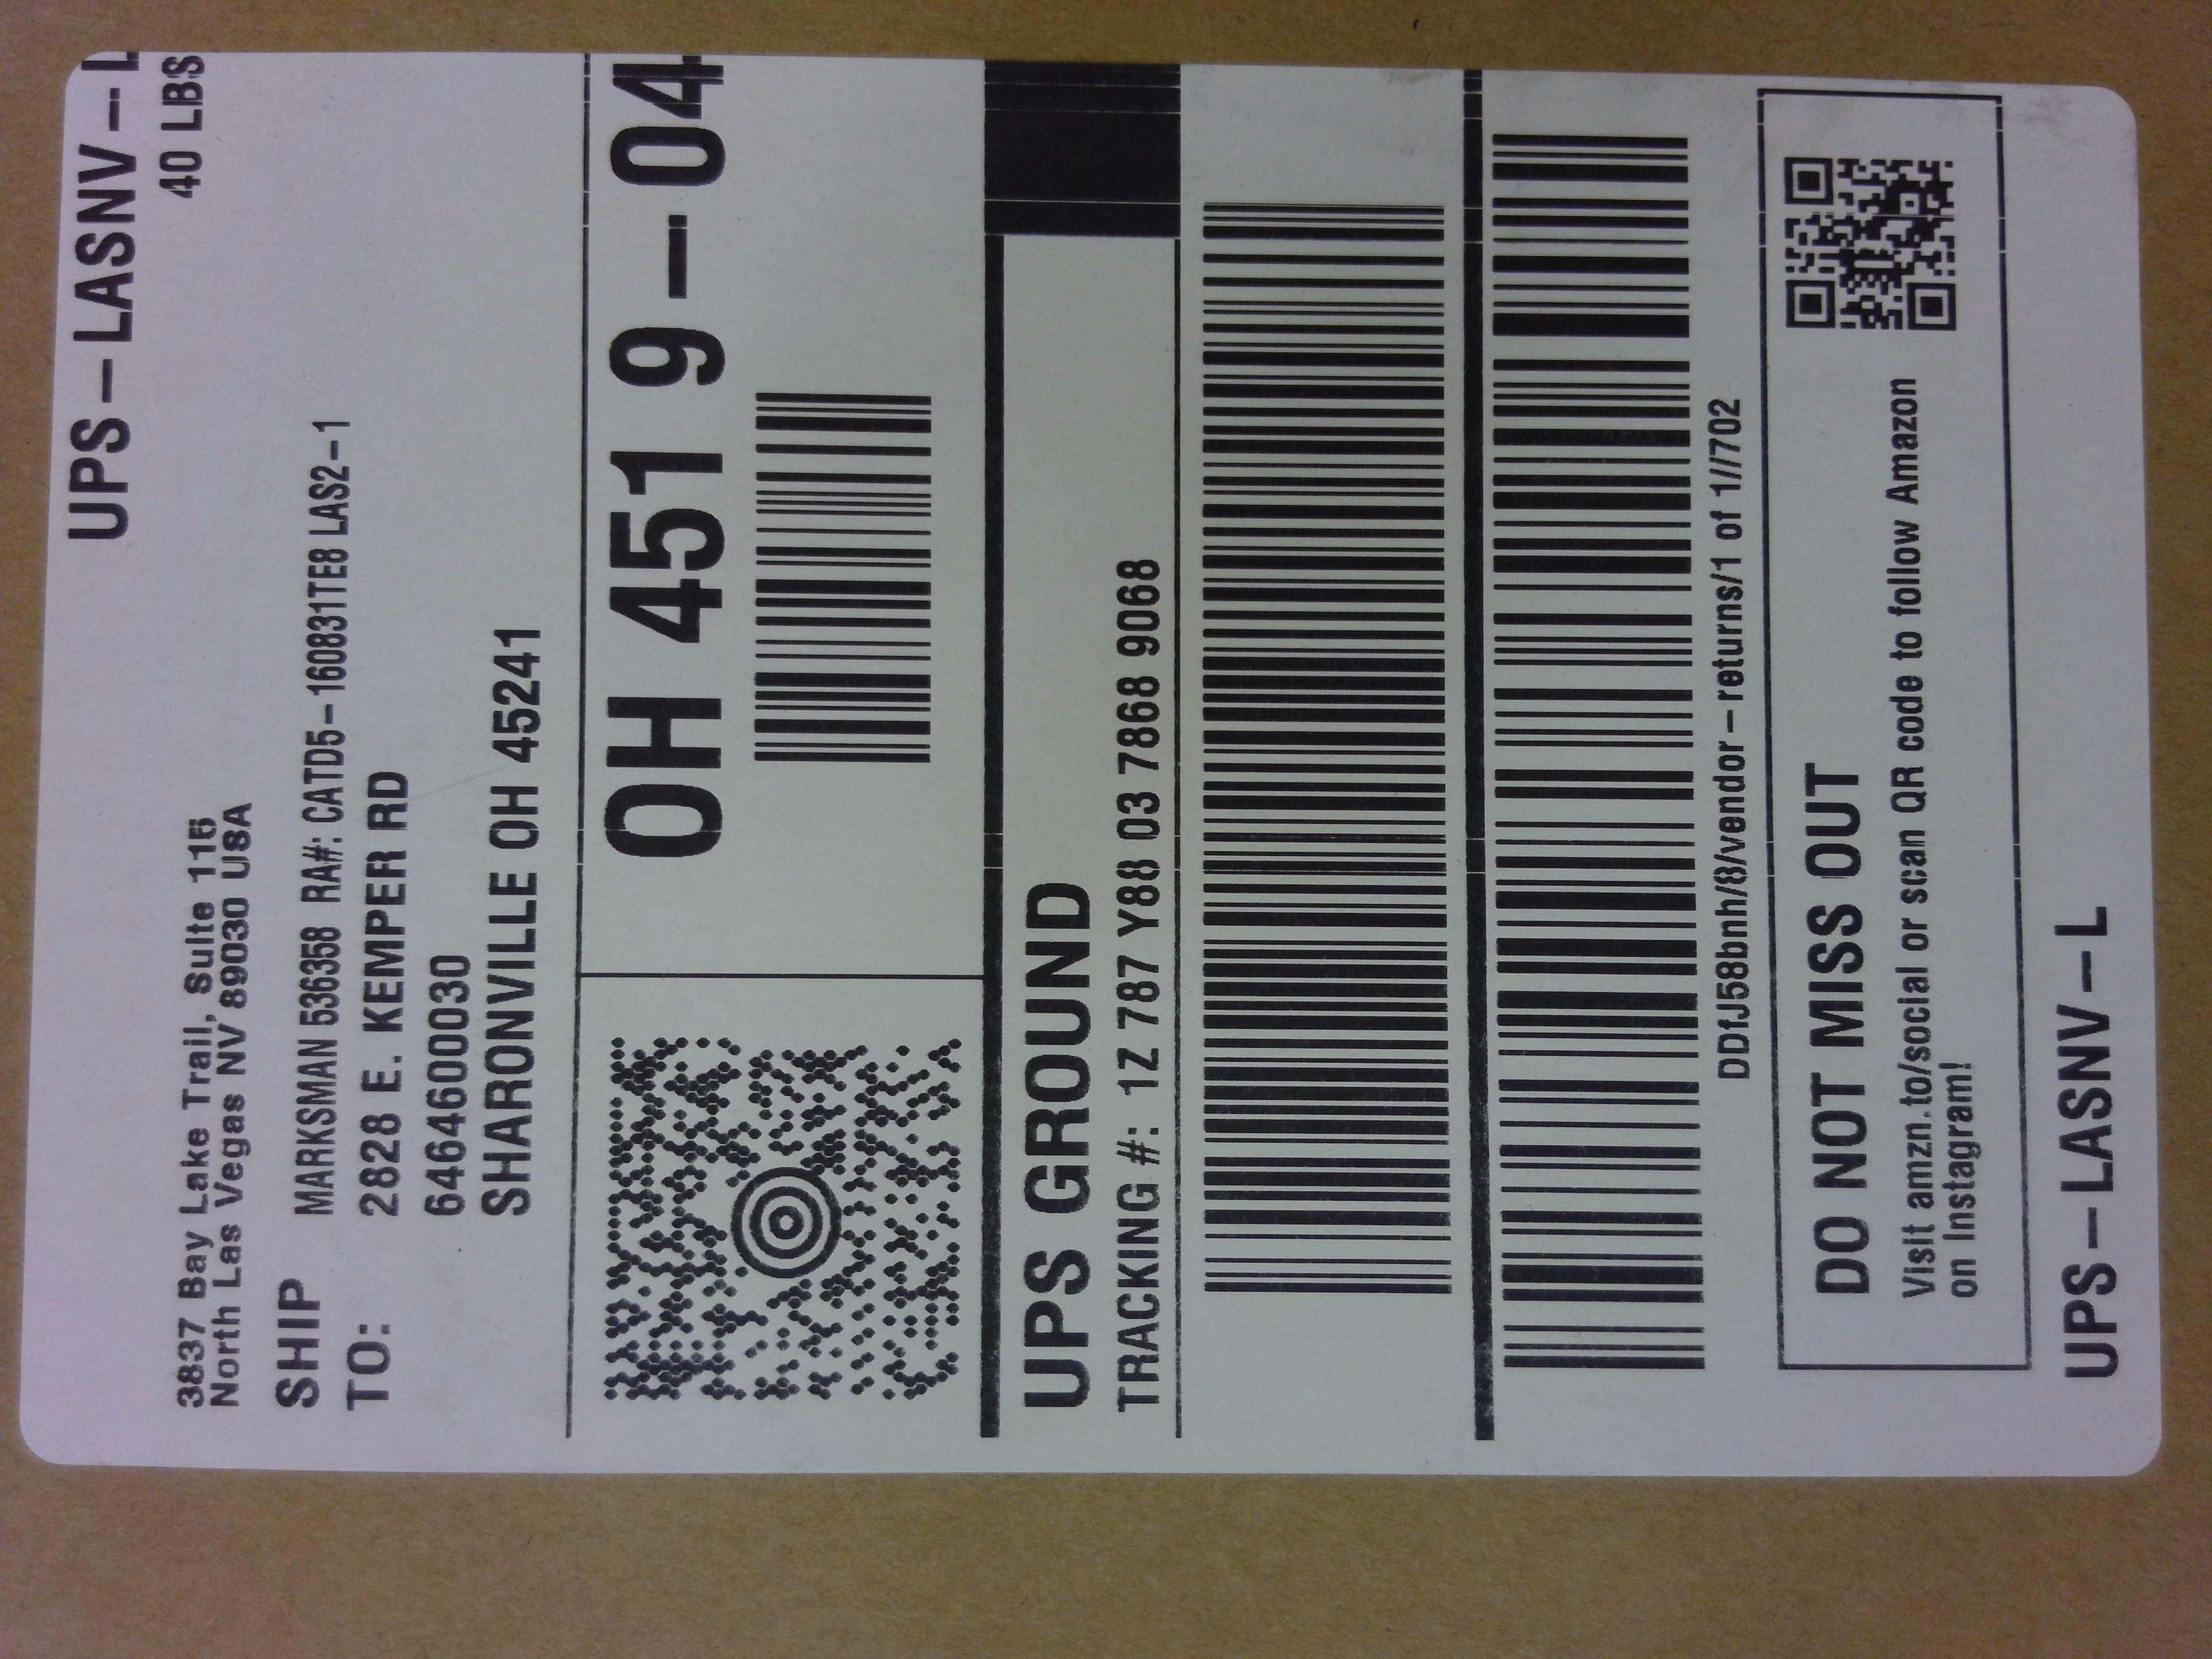 UPS-LASNV-L
40 LBS
3837 Bay Lake Trail, Suite 115
North Las Vegas NV 89030 USA
SHIP
TO:
MARKSMAN 536358 RA#: CATD5-160831TE8 LAS2-1
2828 E. KEMPER RD
6464600030
SHARONVILLE OH 45241
OH 451 9-04
UPS GROUND
TRACKING #: 1Z 787 Y88 03 7868 9068
DDfJ58bnh/8/vendor-returns/1 of 1//702
DO NOT MISS OUT
Visit amzn.to/social or scan QR code to follow Amazon
on Instagram!
UPS-LASNV-L